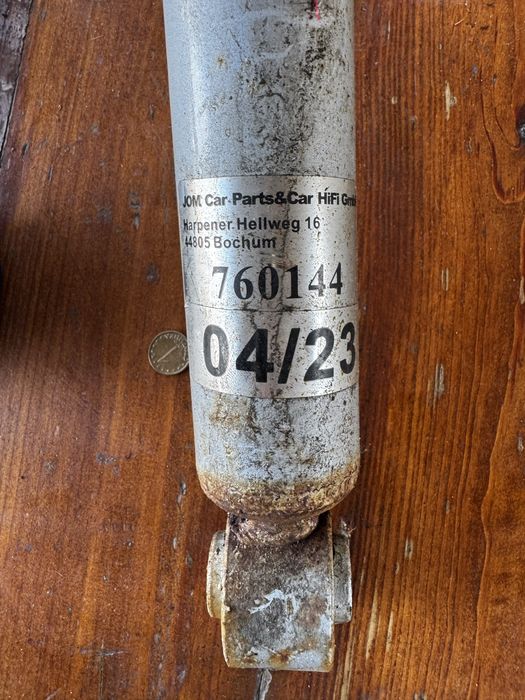 JOM Car-Parts&Car HiFi GmbH
Harpener Hellweg 16
44805 Bochum
760144
04/23